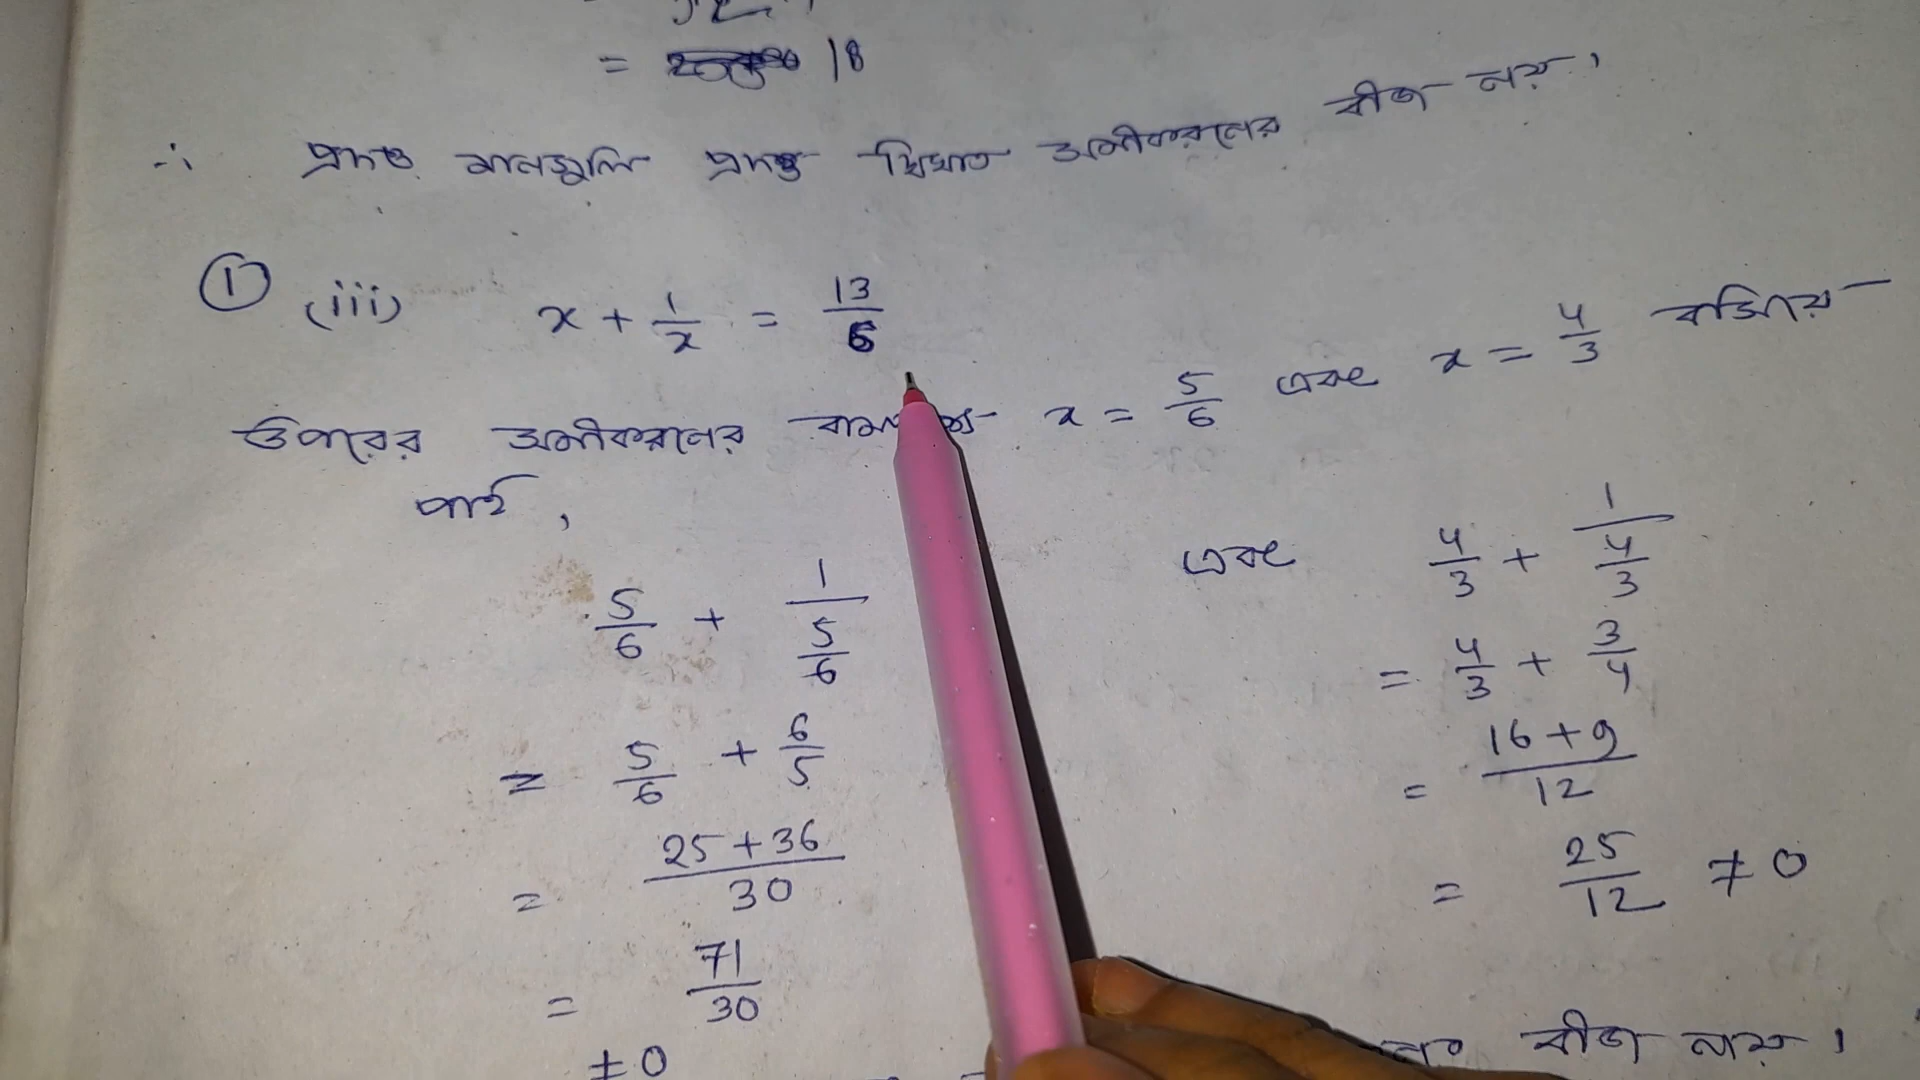 = 18
∴ প্রদত্ত মানগুলি প্রদত্ত দ্বিঘাত সমীকরণের বীজ নয়।
① (iii) x + 1/x = 13/6
উপরের সমীকরণের x = 5/6 এবং x = 4/3 বসিয়ে
পাই,
5/6 + 1/(5/6) এবং 4/3 + 1/(4/3)
= 5/6 + 6/5 = 4/3 + 3/4
= (25+36)/30 = (16+9)/12
= 71/30 = 25/12 ≠ 0
≠ 0
বীজ নয়।